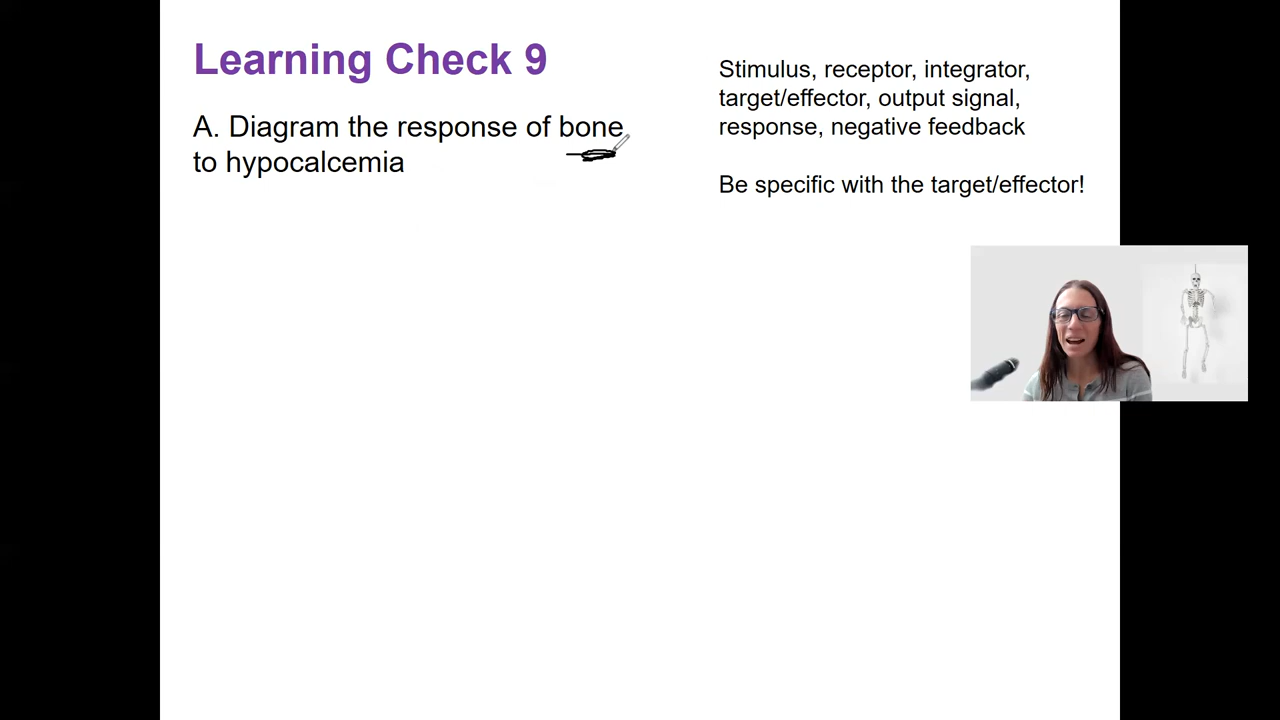 Learning Check 9
A. Diagram the response of bone
to hypocalcemia
Stimulus, receptor, integrator,
target/effector, output signal,
response, negative feedback
Be specific with the target/effector!